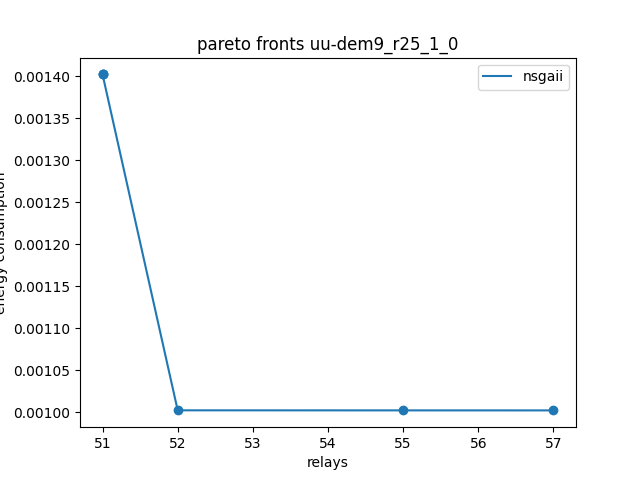 pareto fronts uu-dem9_r25_1_0
nsgaii
0.00140
0.00135
0.00130
0.00125
0.00120
0.00115
0.00110
0.00105
0.00100
energy consumption
51 52 53 54 55 56 57
relays